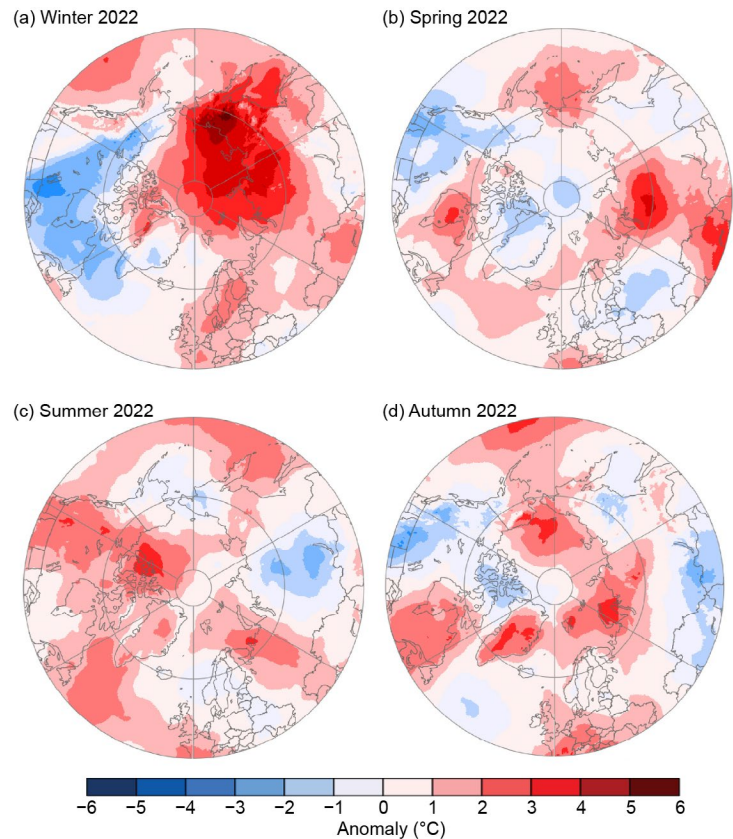 (a) Winter 2022
(b) Spring 2022
(c) Summer 2022
(d) Autumn 2022
−6 −5 −4 −3 −2 −1 0 1 2 3 4 5 6
Anomaly (°C)